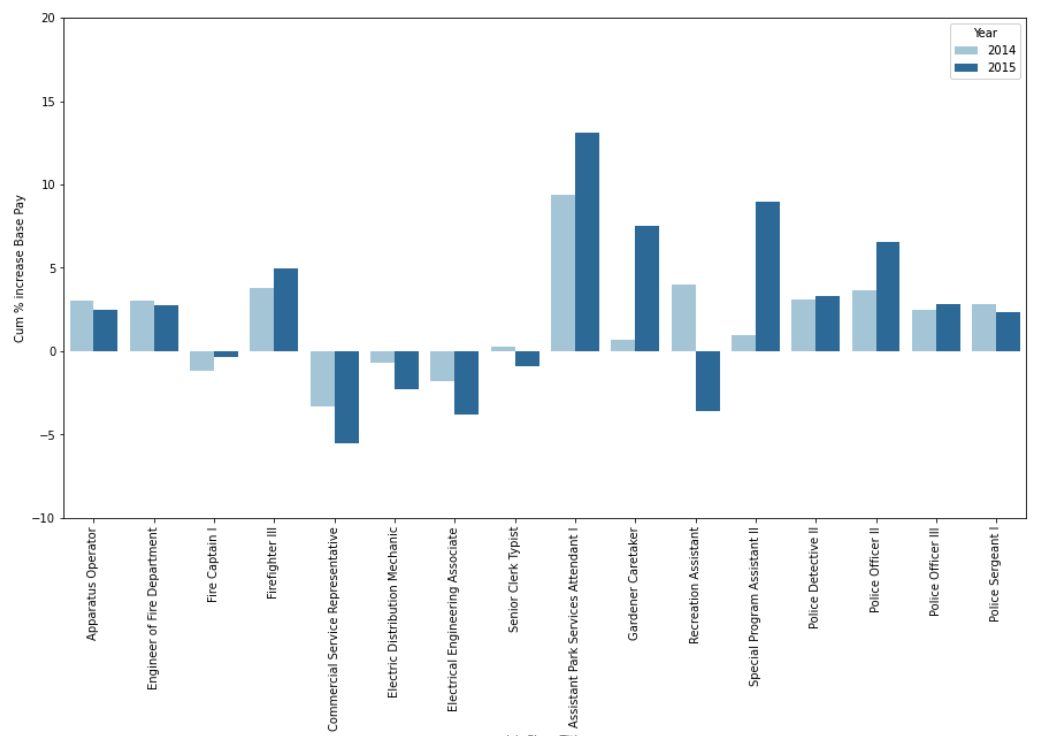 20
15
10
5
0
−5
−10
Cum % increase Base Pay
Year
2014
2015
Apparatus Operator
Engineer of Fire Department
Fire Captain I
Firefighter III
Commercial Service Representative
Electric Distribution Mechanic
Electrical Engineering Associate
Senior Clerk Typist
Assistant Park Services Attendant I
Gardener Caretaker
Recreation Assistant
Special Program Assistant II
Police Detective II
Police Officer II
Police Officer III
Police Sergeant I